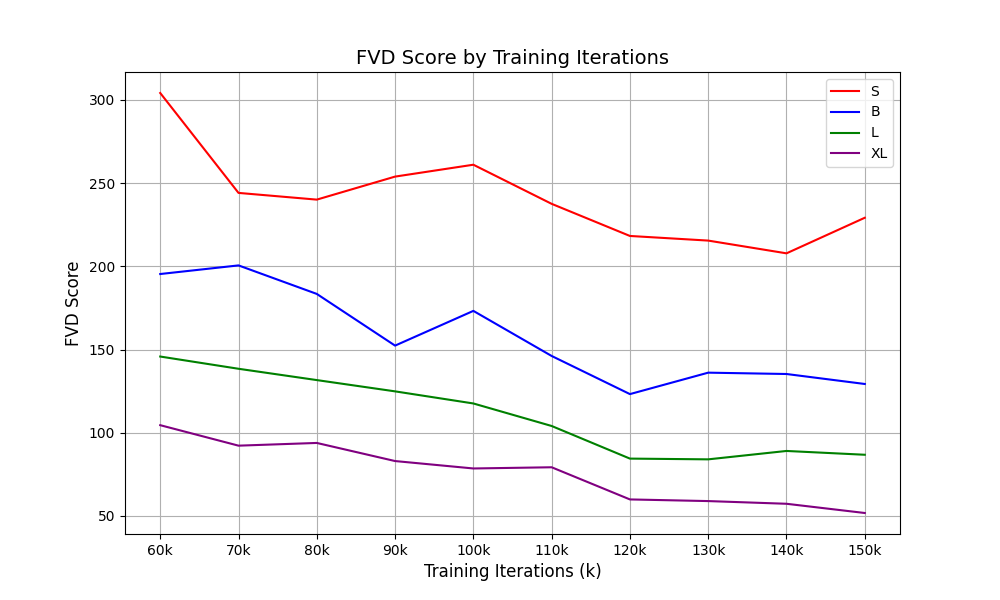 FVD Score by Training Iterations
S
B
L
XL
FVD Score
300
250
200
150
100
50
60k 70k 80k 90k 100k 110k 120k 130k 140k 150k
Training Iterations (k)